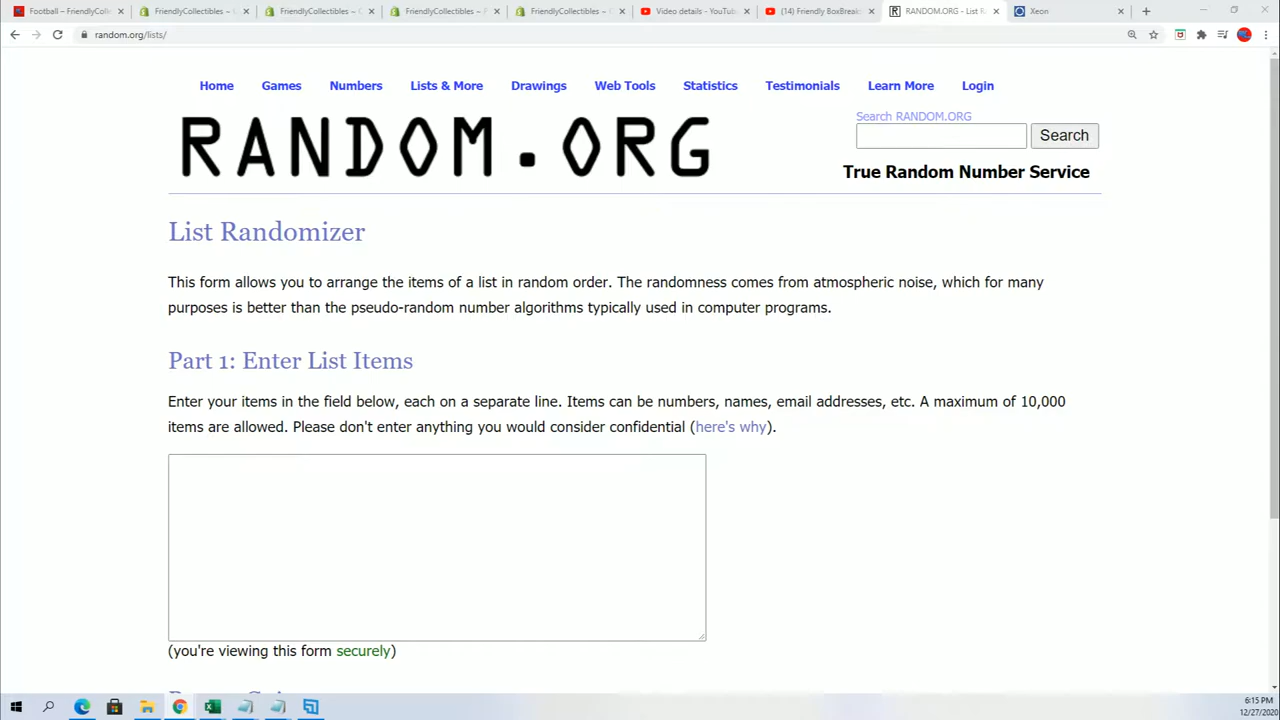 Football – FriendlyC
FriendlyCollectibles –
FriendlyCollectibles –
FriendlyCollectibles –
FriendlyCollectibles –
Video details - YouTub
(14) Friendly BoxBreak
RANDOM.ORG - List R
Xeon
random.org/lists/
Home Games Numbers Lists & More Drawings Web Tools Statistics Testimonials Learn More Login
Search RANDOM.ORG
RANDOM.ORG
Search
True Random Number Service
List Randomizer
This form allows you to arrange the items of a list in random order. The randomness comes from atmospheric noise, which for many
purposes is better than the pseudo-random number algorithms typically used in computer programs.
Part 1: Enter List Items
Enter your items in the field below, each on a separate line. Items can be numbers, names, email addresses, etc. A maximum of 10,000
items are allowed. Please don't enter anything you would consider confidential (here's why).
(you're viewing this form securely)
6:15 PM
12/27/2020